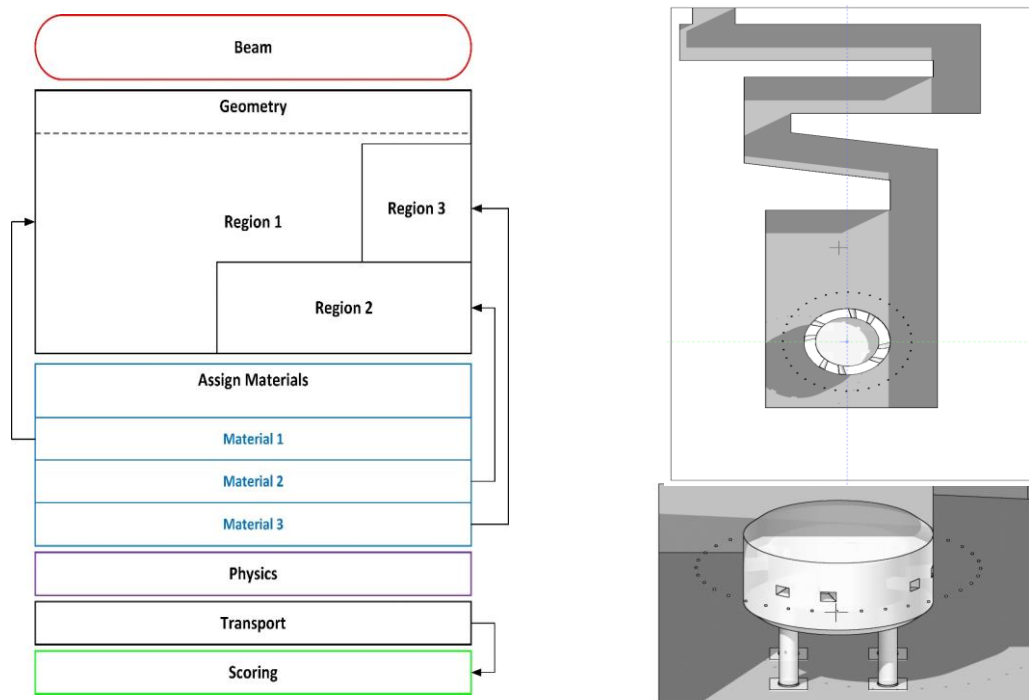 Beam
Geometry
Region 1
Region 3
Region 2
Assign Materials
Material 1
Material 2
Material 3
Physics
Transport
Scoring